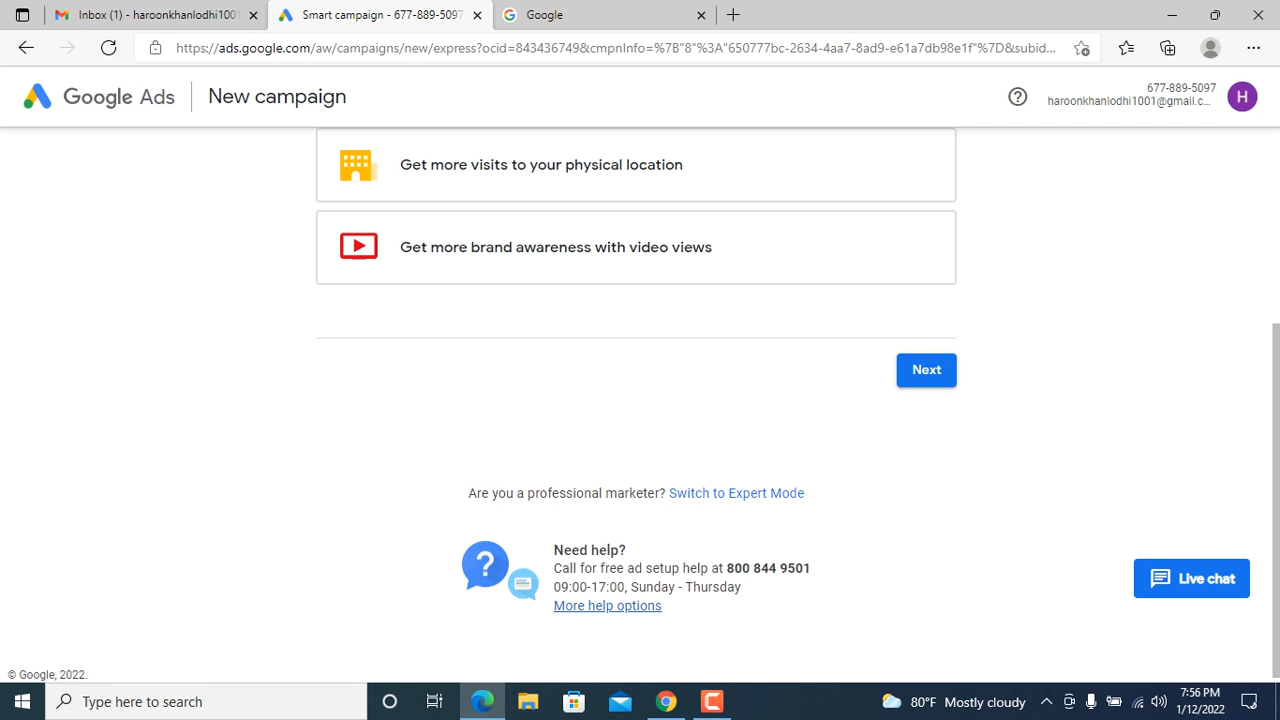 Inbox (1) - haroonkhanlodhi1001
Smart campaign - 677-889-5097
Google
https://ads.google.com/aw/campaigns/new/express?ocid=843436749&cmpnInfo=%7B"8"%3A"650777bc-2634-4aa7-8ad9-e61a7db98e1f"%7D&subid...
Google Ads
New campaign
677-889-5097
haroonkhanlodhi1001@gmail.c...
H
Get more visits to your physical location
Get more brand awareness with video views
Next
Are you a professional marketer? Switch to Expert Mode
Need help?
Call for free ad setup help at 800 844 9501
09:00-17:00, Sunday - Thursday
More help options
Live chat
© Google, 2022.
Type here to search
80°F Mostly cloudy
7:56 PM
1/12/2022